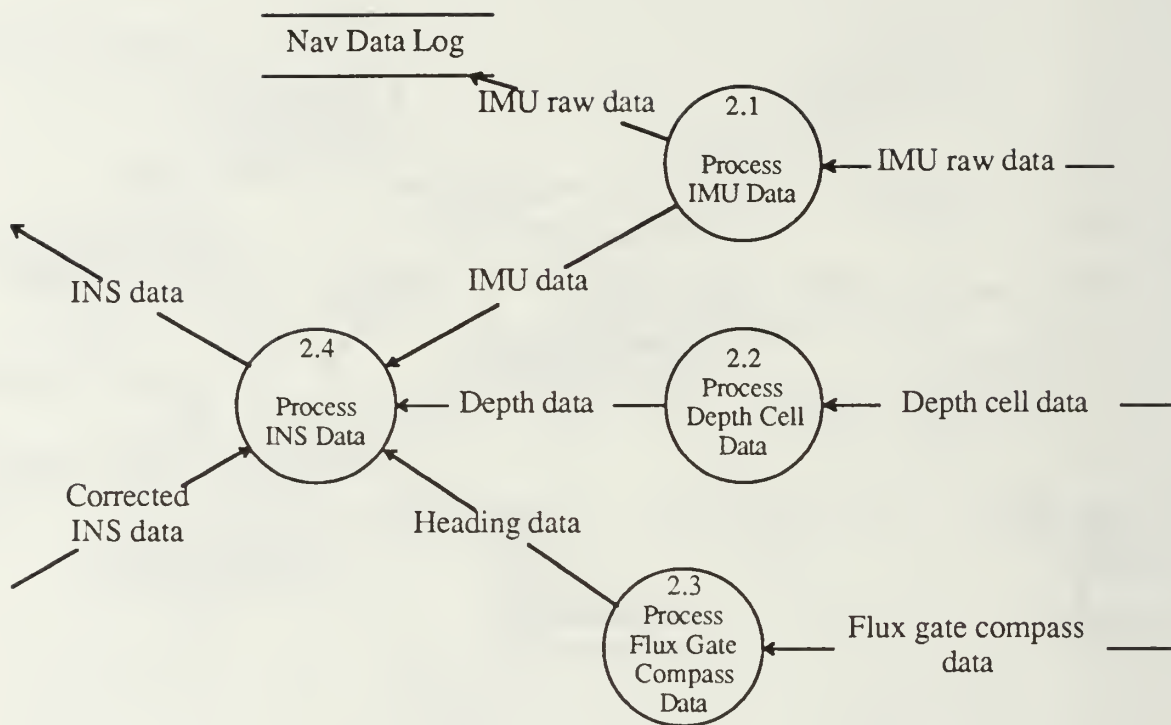 Nav Data Log
IMU raw data
2.1
Process
IMU Data
IMU raw data
INS data
IMU data
2.4
Process
INS Data
Depth data
2.2
Process
Depth Cell
Data
Depth cell data
Corrected
INS data
Heading data
2.3
Process
Flux Gate
Compass
Data
Flux gate compass
data